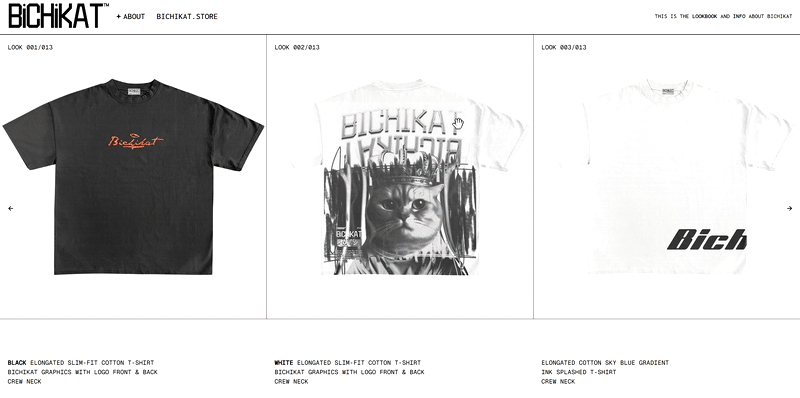 BiCHiKAT™
+ ABOUT BICHIKAT.STORE
THIS IS THE LOOKBOOK AND INFO ABOUT BICHIKAT
LOOK 001/013
LOOK 002/013
LOOK 003/013
Bichikat
BICHIKAT
BICHIKAT
BICHIKAT
Bich
← →
BLACK ELONGATED SLIM-FIT COTTON T-SHIRT
BICHIKAT GRAPHICS WITH LOGO FRONT & BACK
CREW NECK
WHITE ELONGATED SLIM-FIT COTTON T-SHIRT
BICHIKAT GRAPHICS WITH LOGO FRONT & BACK
CREW NECK
ELONGATED COTTON SKY BLUE GRADIENT
INK SPLASHED T-SHIRT
CREW NECK